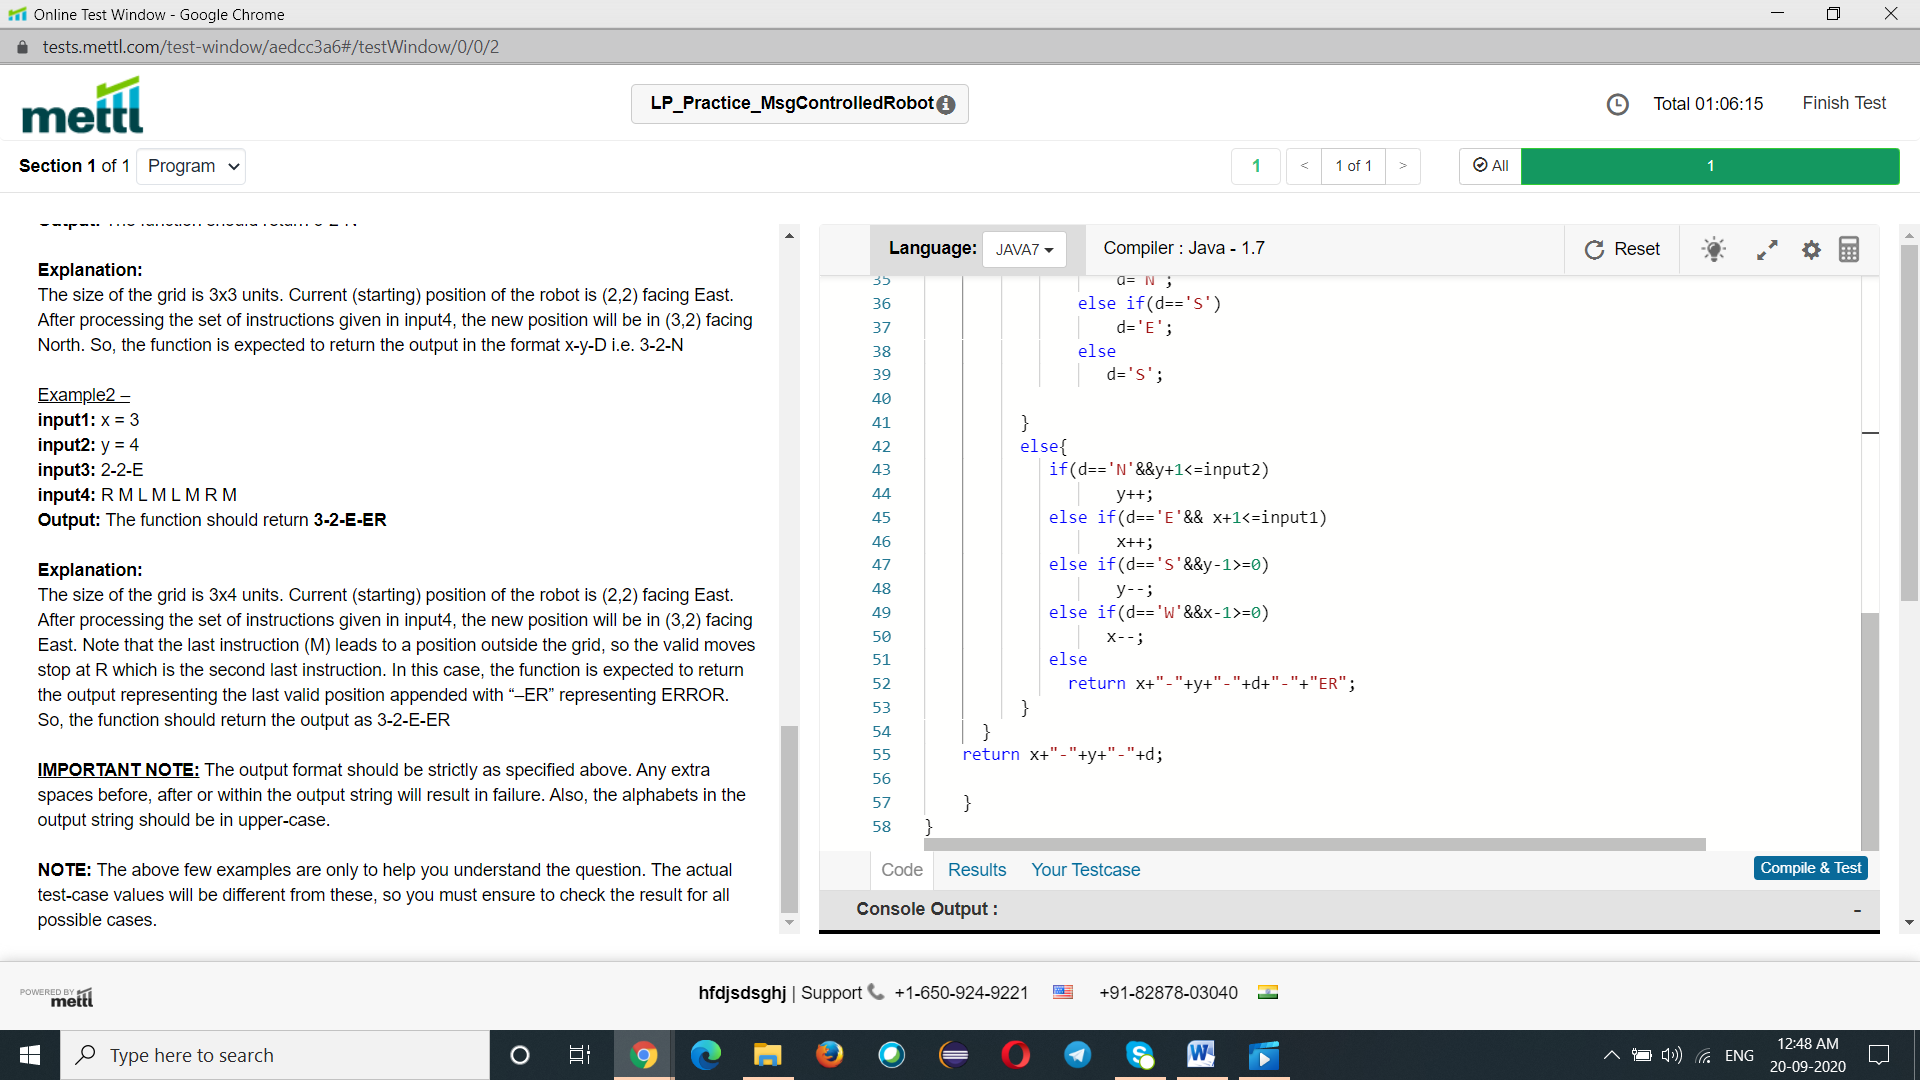 Online Test Window - Google Chrome
tests.mettl.com/test-window/aedcc3a6#/testWindow/0/0/2
mettl
LP_Practice_MsgControlledRobot
Total 01:06:15
Finish Test
Section 1 of 1
Program
1
<
1 of 1
>
All
1
Output: The function should return 3-2-N
Explanation:
The size of the grid is 3x3 units. Current (starting) position of the robot is (2,2) facing East.
After processing the set of instructions given in input4, the new position will be in (3,2) facing
North. So, the function is expected to return the output in the format x-y-D i.e. 3-2-N
Example2 –
input1: x = 3
input2: y = 4
input3: 2-2-E
input4: R M L M L M R M
Output: The function should return 3-2-E-ER
Explanation:
The size of the grid is 3x4 units. Current (starting) position of the robot is (2,2) facing East.
After processing the set of instructions given in input4, the new position will be in (3,2) facing
East. Note that the last instruction (M) leads to a position outside the grid, so the valid moves
stop at R which is the second last instruction. In this case, the function is expected to return
the output representing the last valid position appended with “–ER” representing ERROR.
So, the function should return the output as 3-2-E-ER
IMPORTANT NOTE: The output format should be strictly as specified above. Any extra
spaces before, after or within the output string will result in failure. Also, the alphabets in the
output string should be in upper-case.
NOTE: The above few examples are only to help you understand the question. The actual
test-case values will be different from these, so you must ensure to check the result for all
possible cases.
Language: JAVA7
Compiler : Java - 1.7
Reset
35 d='N';
36 else if(d=='S')
37 d='E';
38 else
39 d='S';
40
41 }
42 else{
43 if(d=='N'&&y+1<=input2)
44 y++;
45 else if(d=='E'&& x+1<=input1)
46 x++;
47 else if(d=='S'&&y-1>=0)
48 y--;
49 else if(d=='W'&&x-1>=0)
50 x--;
51 else
52 return x+"-"+y+"-"+d+"-"+"ER";
53 }
54 }
55 return x+"-"+y+"-"+d;
56
57 }
58 }
Code
Results
Your Testcase
Compile & Test
Console Output :
-
POWERED BY
mettl
hfdjsdsghj | Support +1-650-924-9221 +91-82878-03040
Type here to search
ENG
12:48 AM
20-09-2020